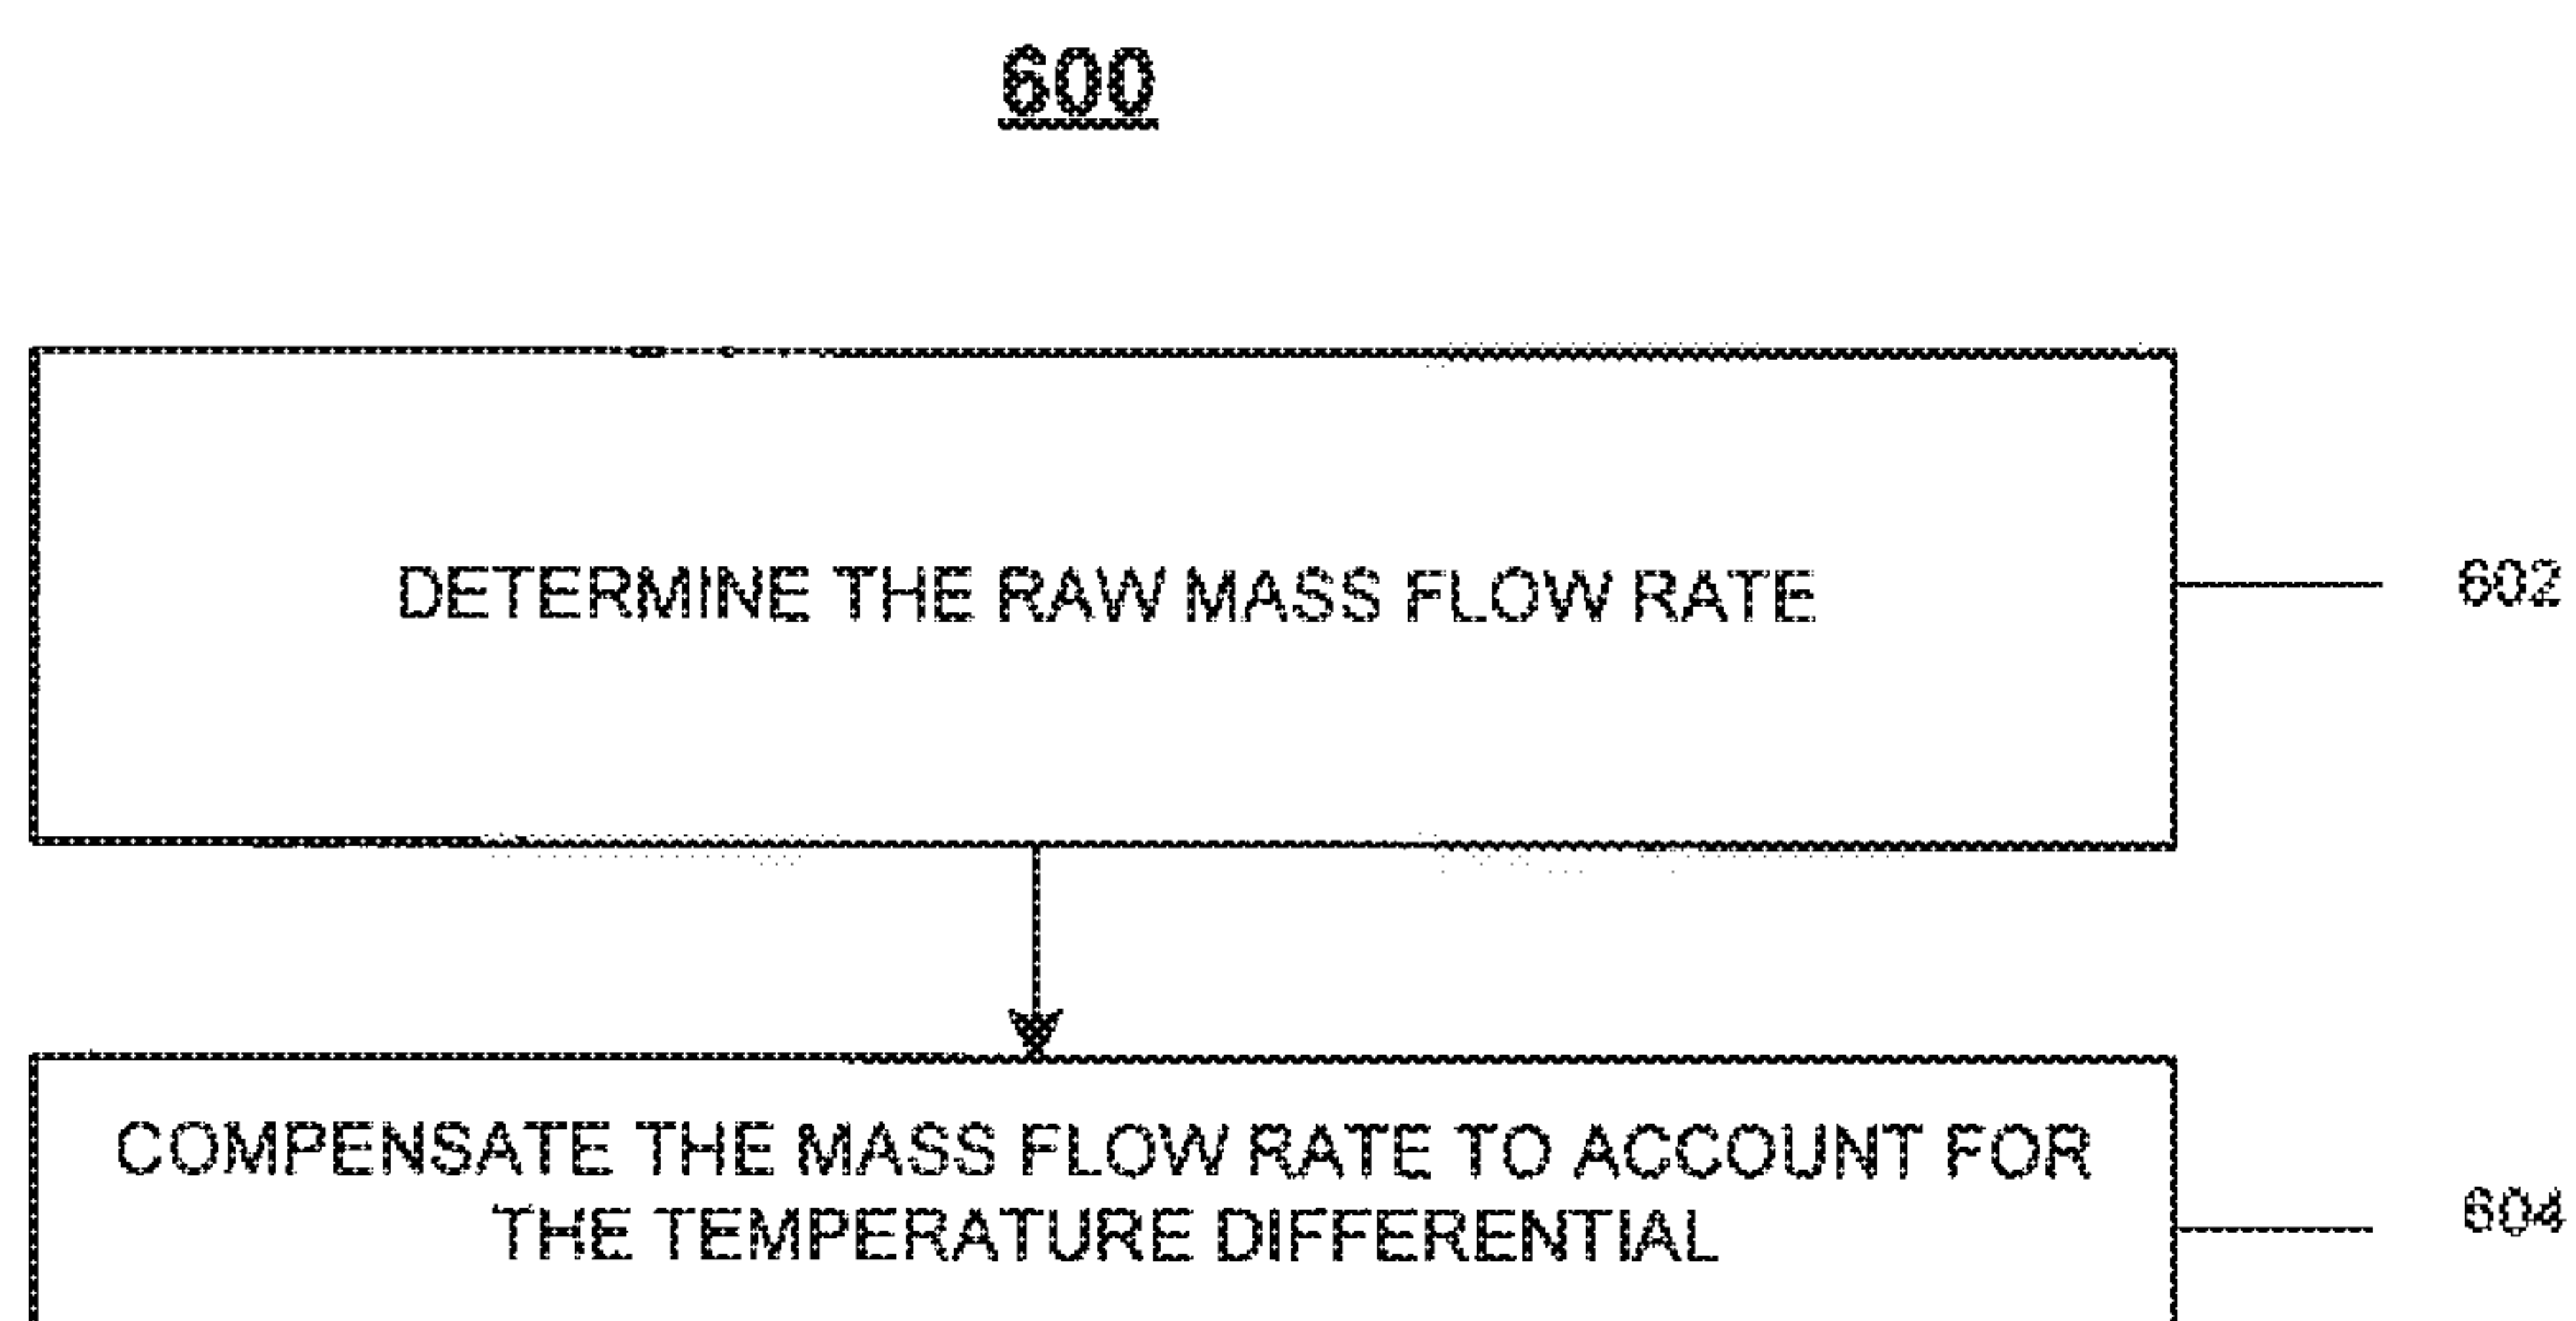 600
DETERMINE THE RAW MASS FLOW RATE
602
COMPENSATE THE MASS FLOW RATE TO ACCOUNT FOR
THE TEMPERATURE DIFFERENTIAL
604